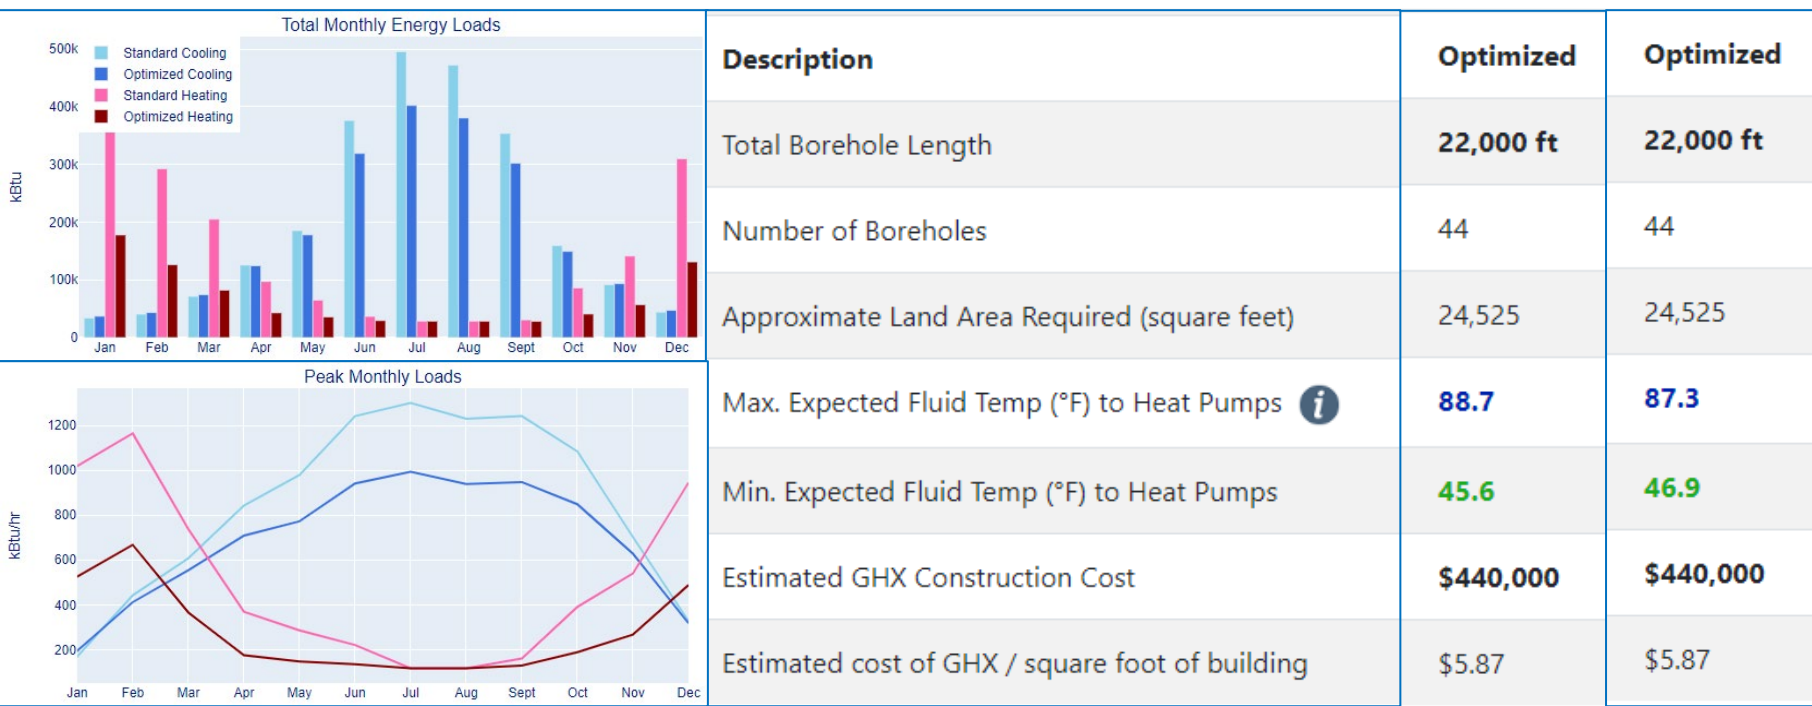 Total Monthly Energy Loads
500k
400k
300k
200k
100k
0
kBtu
Standard Cooling
Optimized Cooling
Standard Heating
Optimized Heating
Jan Feb Mar Apr May Jun Jul Aug Sept Oct Nov Dec
Peak Monthly Loads
1200
1000
800
600
400
200
kBtu/hr
Jan Feb Mar Apr May Jun Jul Aug Sept Oct Nov Dec
Description Optimized Optimized
Total Borehole Length 22,000 ft 22,000 ft
Number of Boreholes 44 44
Approximate Land Area Required (square feet) 24,525 24,525
Max. Expected Fluid Temp (°F) to Heat Pumps i 88.7 87.3
Min. Expected Fluid Temp (°F) to Heat Pumps 45.6 46.9
Estimated GHX Construction Cost $440,000 $440,000
Estimated cost of GHX / square foot of building $5.87 $5.87